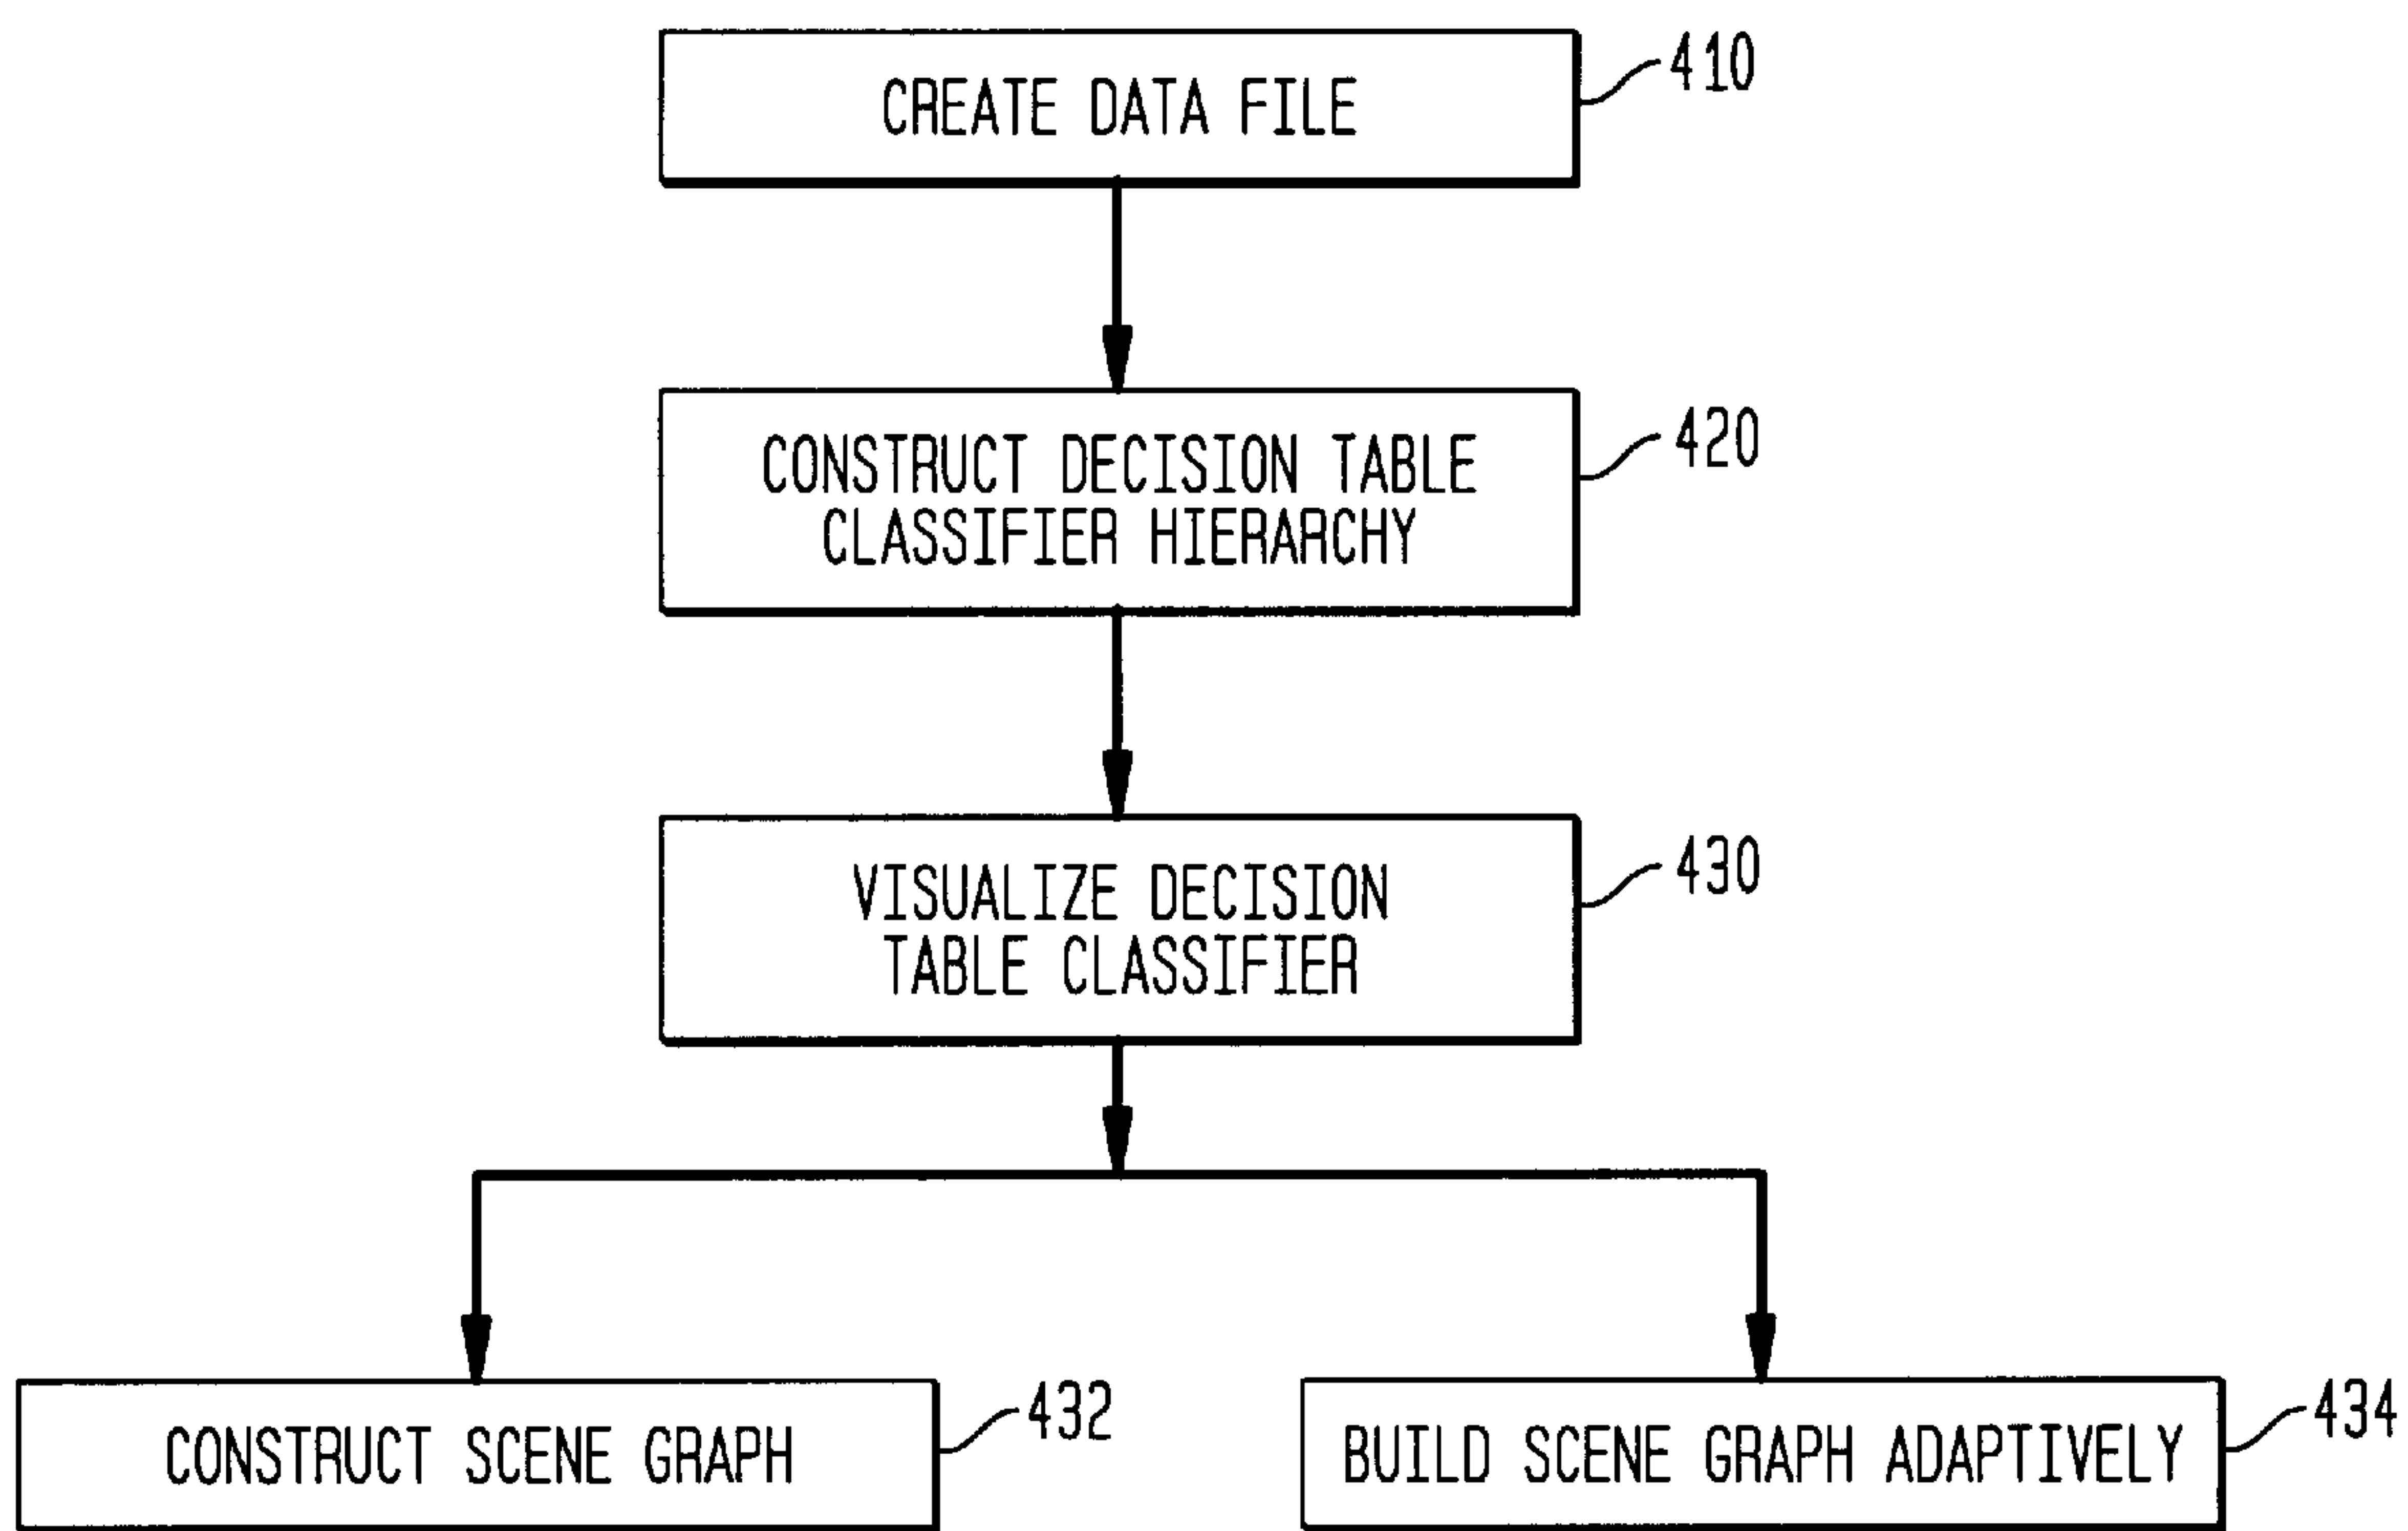 CREATE DATA FILE
410
CONSTRUCT DECISION TABLE
CLASSIFIER HIERARCHY
420
VISUALIZE DECISION
TABLE CLASSIFIER
430
CONSTRUCT SCENE GRAPH
432
BUILD SCENE GRAPH ADAPTIVELY
434